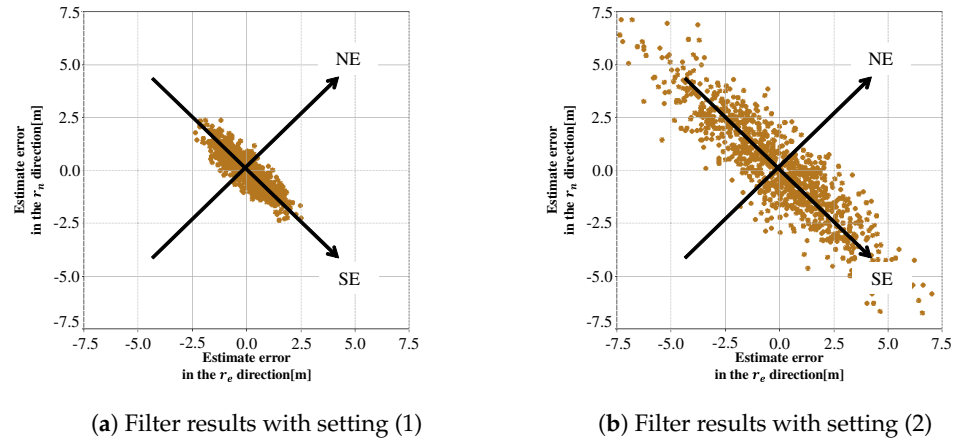 7.5
5.0
2.5
0.0
-2.5
-5.0
-7.5
Estimate error
in the r_n direction[m]
NE
SE
-7.5
-5.0
-2.5
0.0
2.5
5.0
7.5
Estimate error
in the r_e direction[m]
(a) Filter results with setting (1)
7.5
5.0
2.5
0.0
-2.5
-5.0
-7.5
Estimate error
in the r_n direction[m]
NE
SE
-7.5
-5.0
-2.5
0.0
2.5
5.0
7.5
Estimate error
in the r_e direction[m]
(b) Filter results with setting (2)